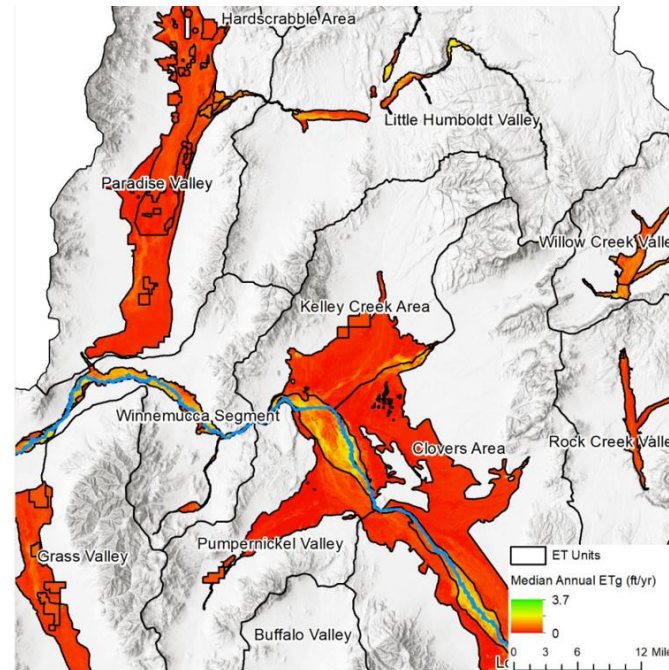 Hardscrabble Area
Little Humboldt Valley
Paradise Valley
Willow Creek Valle
Kelley Creek Area
Winnemucca Segment
Clovers Area
Rock Creek Valle
Grass Valley
Pumpernickel Valley
Buffalo Valley
ET Units
Median Annual ETg (ft/yr)
3.7
0
0 3 6 12 Mile